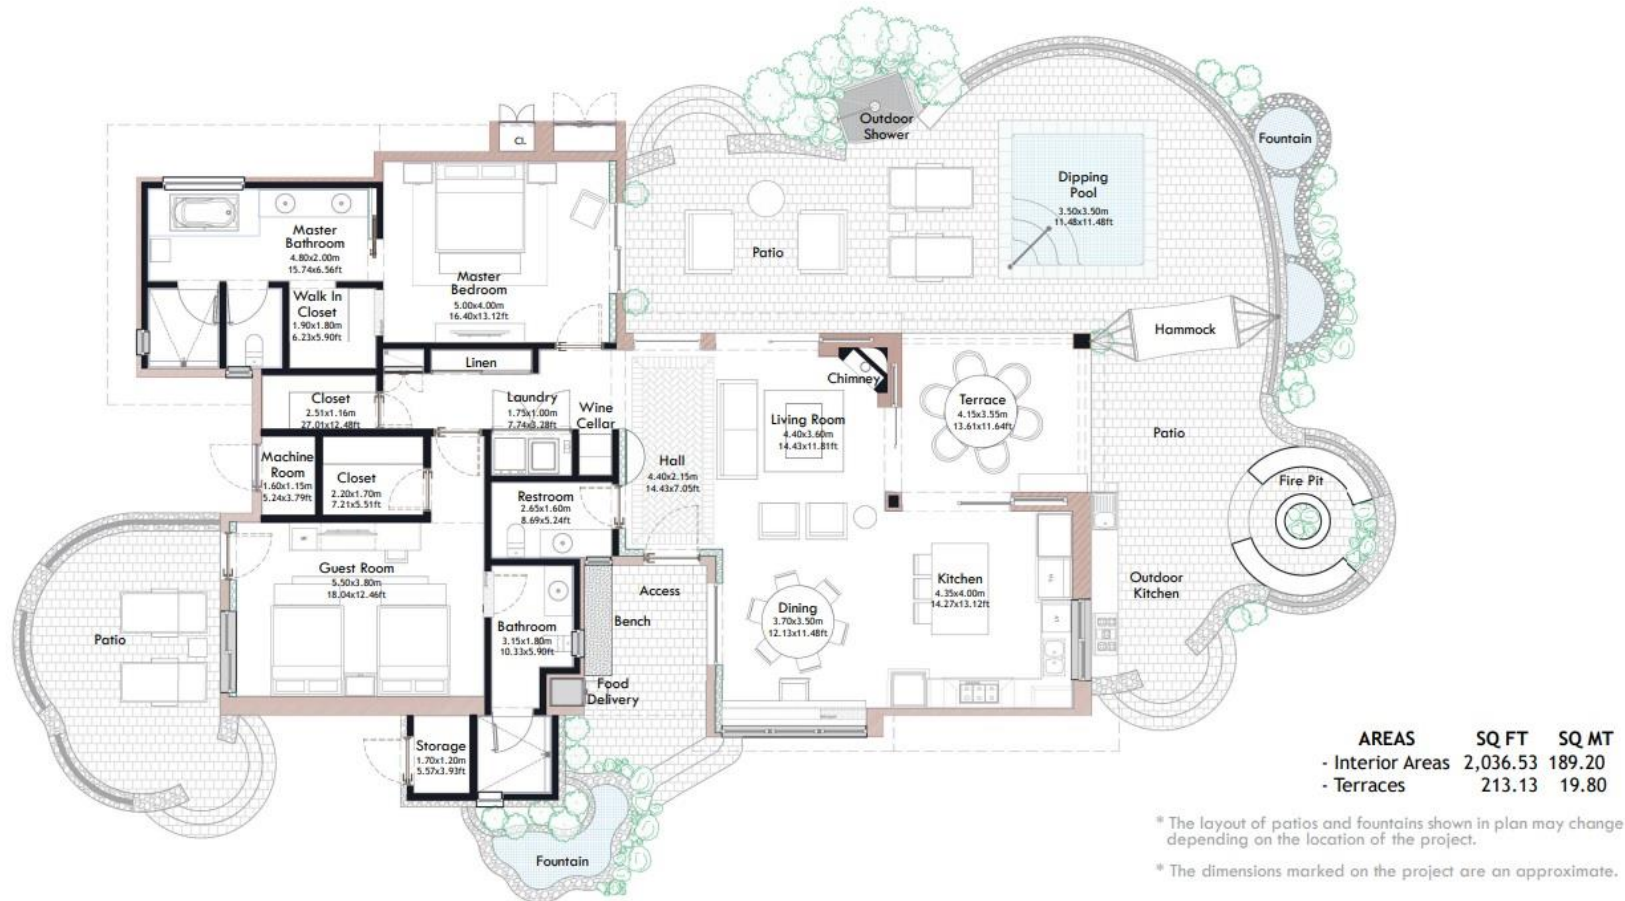 CL
Outdoor
Shower
Fountain
Dipping
Pool
3.50x3.50m
11.48x11.48ft
Master
Bathroom
4.80x2.00m
15.74x6.56ft
Patio
Master
Bedroom
5.00x4.00m
16.40x13.12ft
Walk In
Closet
1.90x1.80m
6.23x5.90ft
Hammock
Linen
Chimney
Closet
2.51x1.16m
27.01x12.48ft
Laundry
1.75x1.00m
7.74x3.28ft
Wine
Cellar
Living Room
4.40x3.60m
14.43x11.81ft
Terrace
4.15x3.55m
13.61x11.64ft
Patio
Machine
Room
1.60x1.15m
5.24x3.79ft
Closet
2.20x1.70m
7.21x5.51ft
Hall
4.40x2.15m
14.43x7.05ft
Fire Pit
Restroom
2.65x1.60m
8.69x5.24ft
Guest Room
5.50x3.80m
18.04x12.46ft
Access
Bench
Kitchen
4.35x4.00m
14.27x13.12ft
Outdoor
Kitchen
Patio
Bathroom
3.15x1.80m
10.33x5.90ft
Dining
3.70x3.50m
12.13x11.48ft
Food
Delivery
Storage
1.70x1.20m
5.57x3.93ft
Fountain
AREAS SQ FT SQ MT
- Interior Areas 2,036.53 189.20
- Terraces 213.13 19.80
* The layout of patios and fountains shown in plan may change
depending on the location of the project.
* The dimensions marked on the project are an approximate.